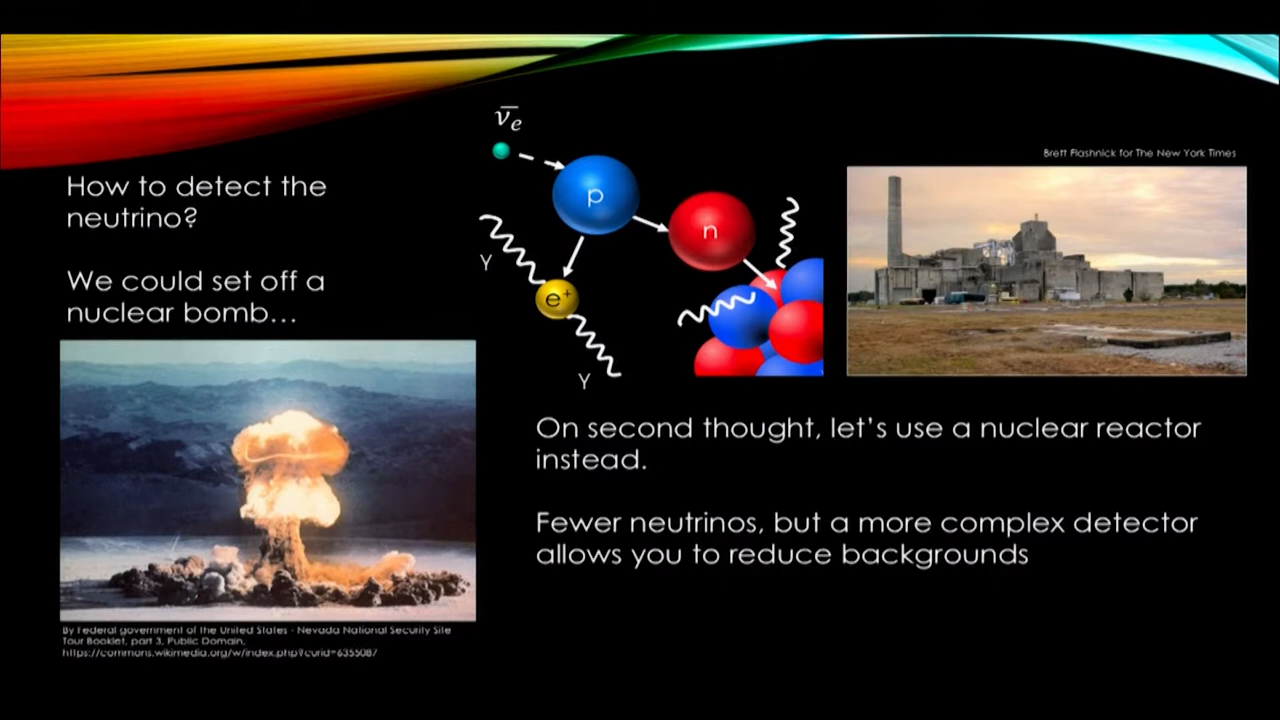 How to detect the
neutrino?
We could set off a
nuclear bomb...
By Federal government of the United States - Nevada National Security Site
Tour Booklet, part 3, Public Domain,
https://commons.wikimedia.org/w/index.php?curid=6355087
ν̅ₑ
p
n
γ
e⁺
γ
Brett Flashnick for The New York Times
On second thought, let's use a nuclear reactor
instead.
Fewer neutrinos, but a more complex detector
allows you to reduce backgrounds